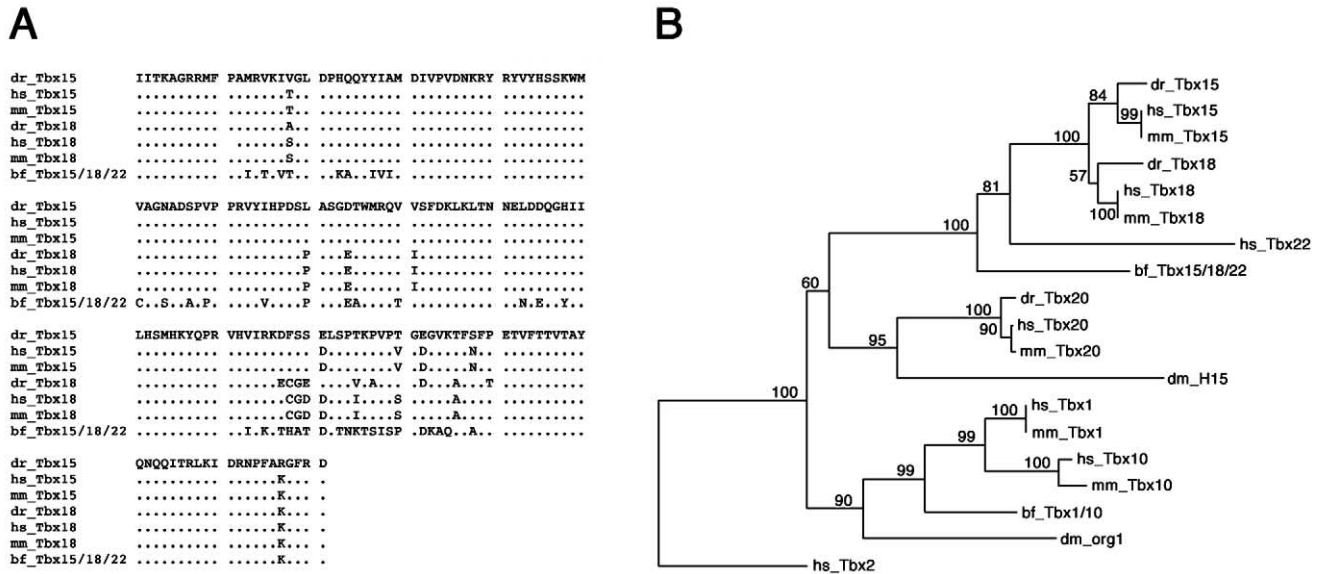 A
dr_Tbx15 IITKAGRRMF PAMRVKIVGL DPHQQYYIAM DIVPVDNKRY RYVYHSSKWM
hs_Tbx15 .......... .......T.. .......... .......... ..........
mm_Tbx15 .......... .......T.. .......... .......... ..........
dr_Tbx18 .......... .......A.. .......... .......... ..........
hs_Tbx18 .......... .......S.. .......... .......... ..........
mm_Tbx18 .......... .......S.. .......... .......... ..........
bf_Tbx15/18/22 .......... ..I.T.VT.. ..KA..IVI. .......... ..........
dr_Tbx15 VAGNADSPVP PRVYIHPDSL ASGDTWMRQV VSFDKLKLTN NELDDQGHII
hs_Tbx15 .......... .......... .......... .......... ..........
mm_Tbx15 .......... .......... .......... .......... ..........
dr_Tbx18 .......... .........P ...E...... I......... ..........
hs_Tbx18 .......... .........P ...E...... I......... ..........
mm_Tbx18 .......... .........P ...E...... I......... ..........
bf_Tbx15/18/22 C..S..A.P. ....V....P ...EA....T .......... ..N.E..Y..
dr_Tbx15 LHSMHKYQPR VHVIRKDFSS ELSPTKPVPT GEGVKTFSFP ETVFTTVTAY
hs_Tbx15 .......... .......... D.......V. .D.....N.. ..........
mm_Tbx15 .......... .......... D.......V. .D.....N.. ..........
dr_Tbx18 .......... ......ECGE ....V.A... .D...A...T ..........
hs_Tbx18 .......... .......CGD D...I....S .....A.... ..........
mm_Tbx18 .......... .......CGD D...I....S .....A.... ..........
bf_Tbx15/18/22 .......... ..I.K.THAT D.TNKTSISP .DKAQ..A.. ..........
dr_Tbx15 QNQQITRLKI DRNPFARGFR D
hs_Tbx15 .......... ......K... .
mm_Tbx15 .......... ......K... .
dr_Tbx18 .......... ......K... .
hs_Tbx18 .......... ......K... .
mm_Tbx18 .......... ......K... .
bf_Tbx15/18/22 .......... ......K... .
B
dr_Tbx15
84
hs_Tbx15
99
mm_Tbx15
100
dr_Tbx18
57
hs_Tbx18
81
100
mm_Tbx18
100
hs_Tbx22
bf_Tbx15/18/22
60
dr_Tbx20
100
hs_Tbx20
90
mm_Tbx20
95
dm_H15
100
hs_Tbx1
100
mm_Tbx1
99
hs_Tbx10
100
mm_Tbx10
99
bf_Tbx1/10
90
dm_org1
hs_Tbx2